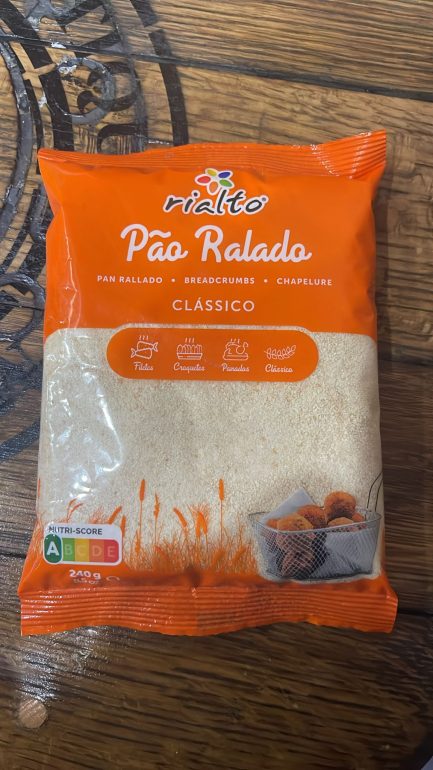 rialto
Pão Ralado
PAN RALLADO • BREADCRUMBS • CHAPELURE
CLÁSSICO
Filetes Croquetes Panados Clássico
NUTRI-SCORE
A B C D E
240 g